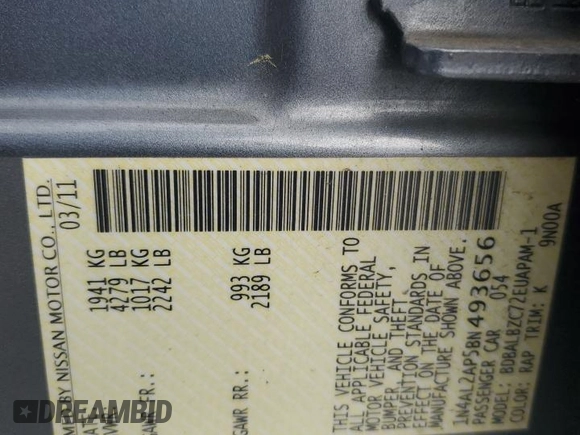 MFD BY NISSAN MOTOR CO., LTD.
03/11
1941 KG
4279 LB
GAWR FR.:
1017 KG
2242 LB
GAWR RR.:
993 KG
2189 LB
THIS VEHICLE CONFORMS TO
ALL APPLICABLE FEDERAL
MOTOR VEHICLE SAFETY,
BUMPER, AND THEFT
PREVENTION STANDARDS IN
EFFECT ON THE DATE OF
MANUFACTURE SHOWN ABOVE.
1N4AL2AP5BN493656
PASSENGER CAR 054
MODEL: BDBALBZC72EUAPAM-1
COLOR: RAP TRIM: K 9N00A
DREAMBID